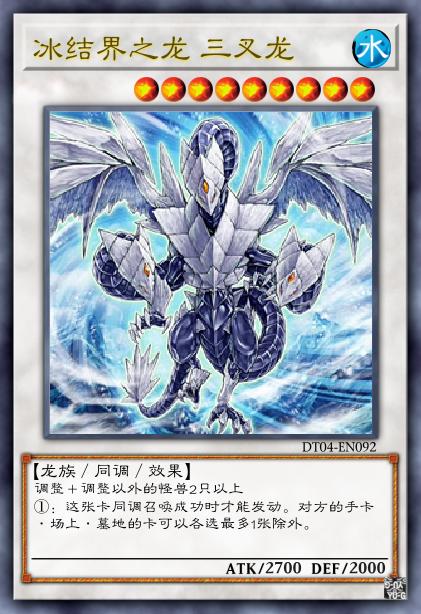 冰结界之龙 三叉龙
水
DT04-EN092
【龙族／同调／效果】
调整＋调整以外的怪兽2只以上
①：这张卡同调召唤成功时才能发动。对方的手卡
·场上·墓地的卡可以各选最多1张除外。
ATK/2700 DEF/2000